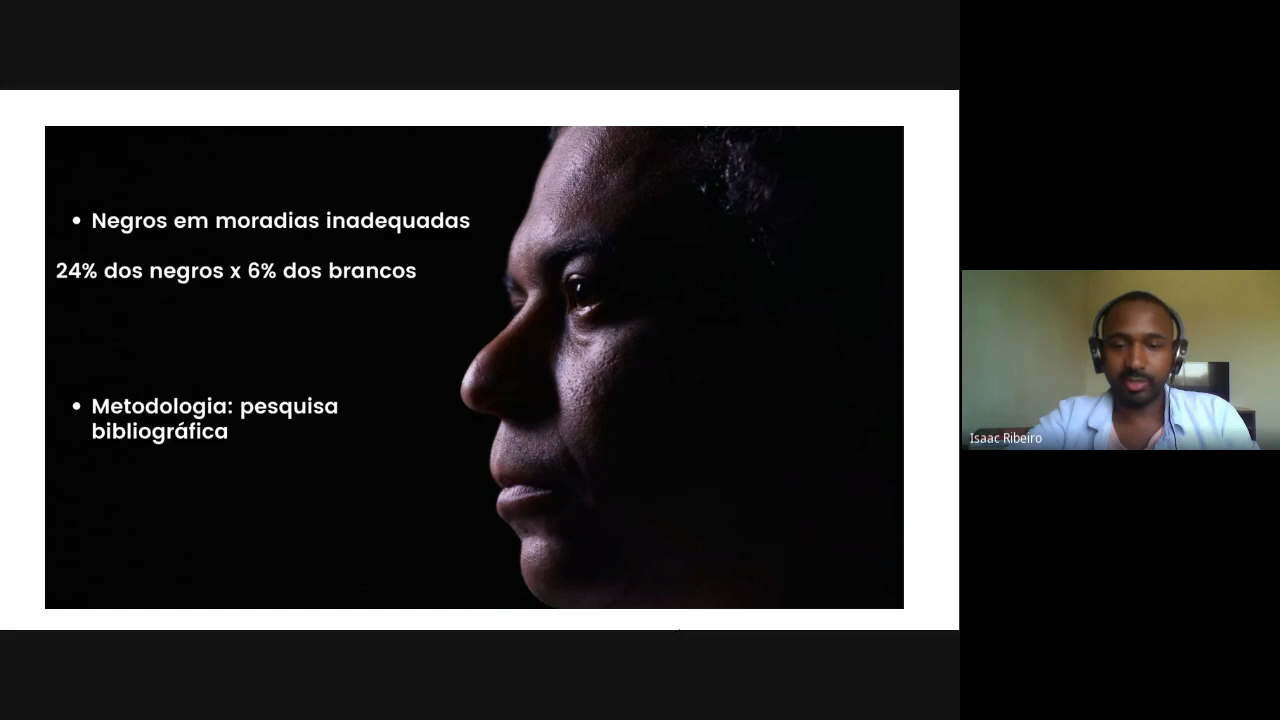 • Negros em moradias inadequadas
24% dos negros x 6% dos brancos
• Metodologia: pesquisa
bibliográfica
Isaac Ribeiro